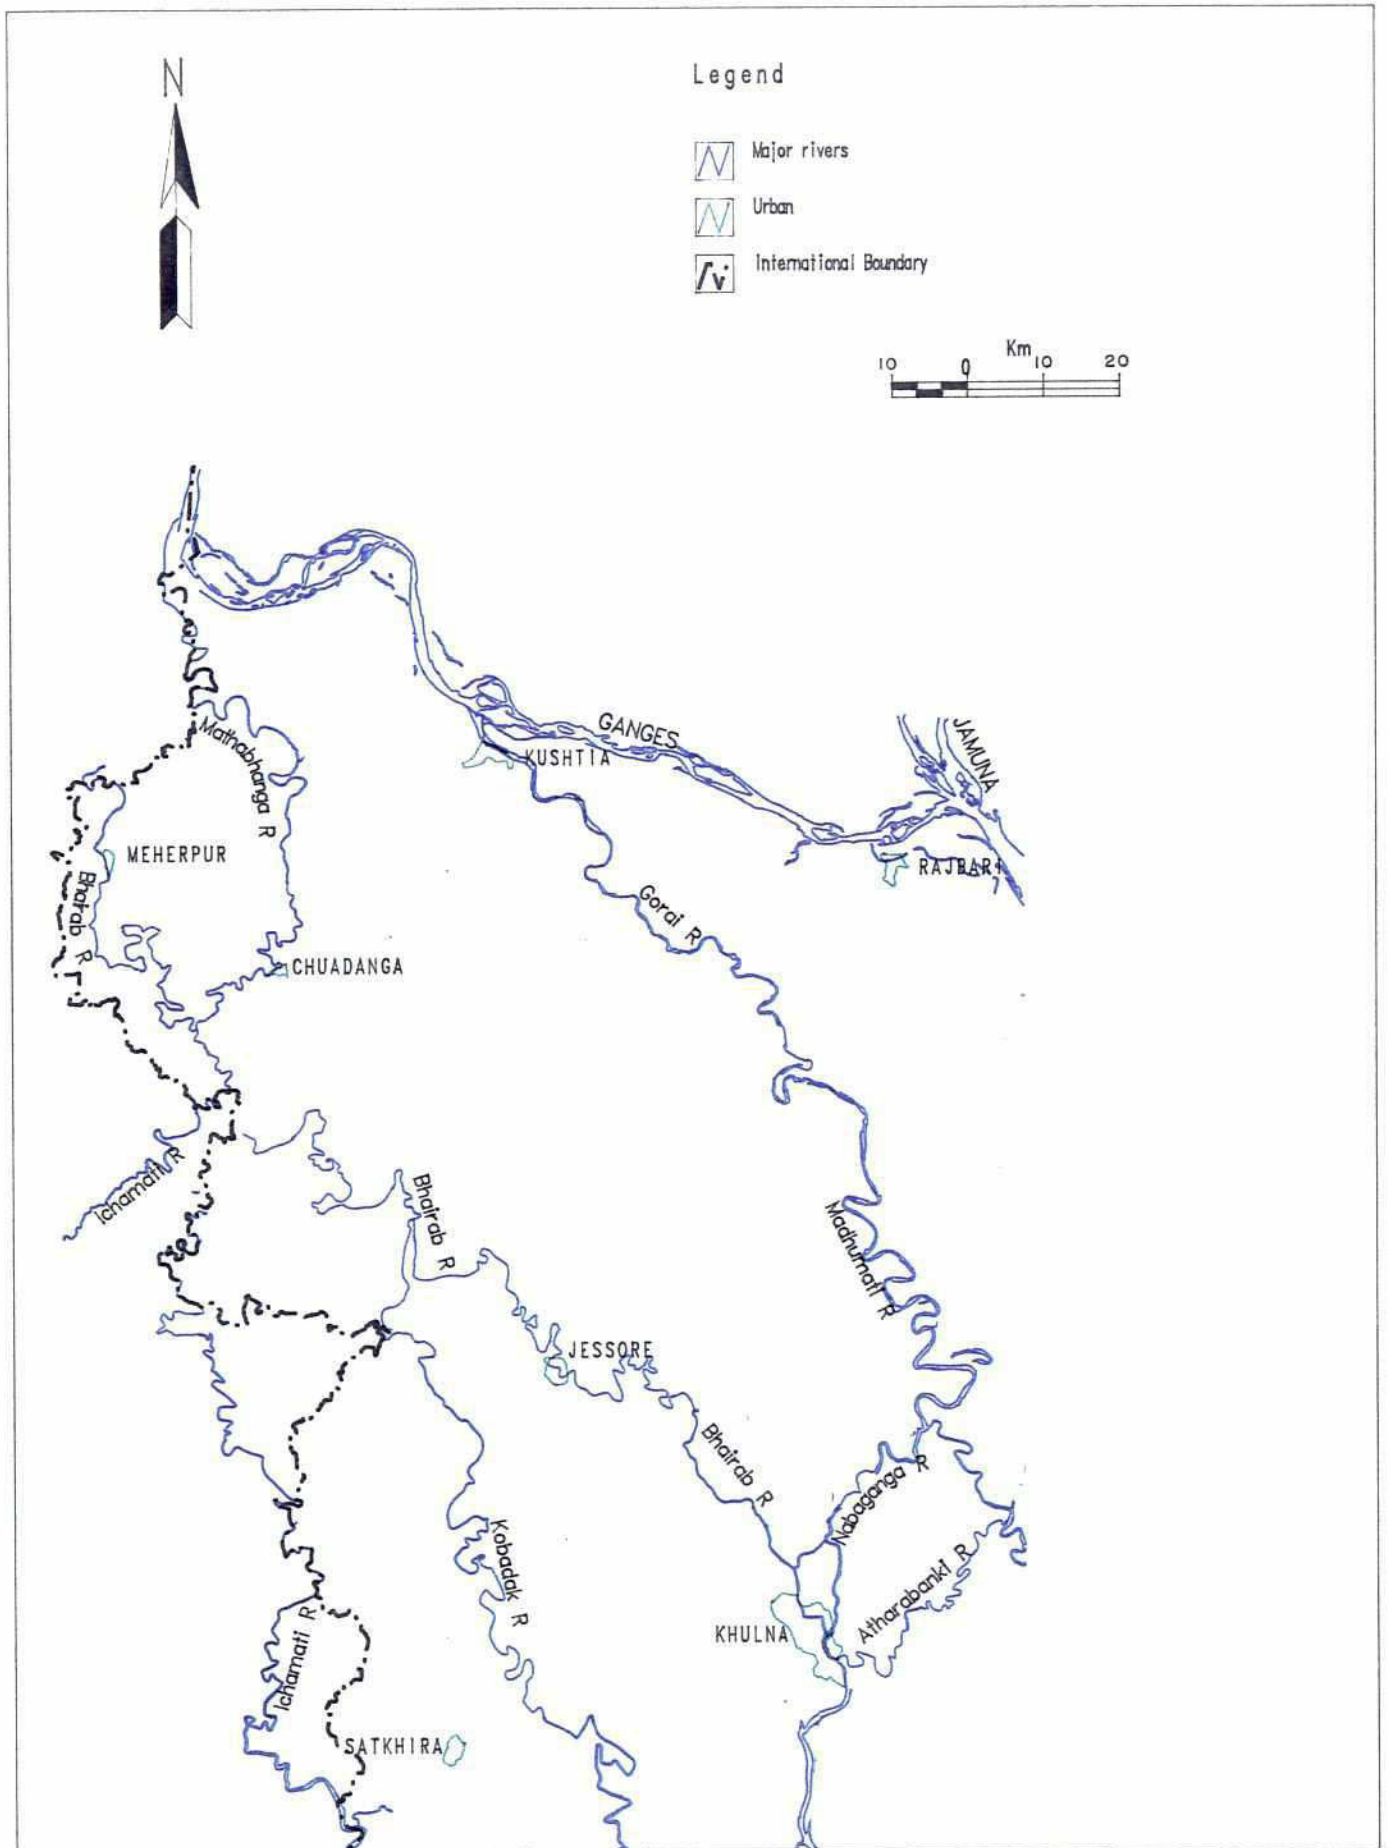 N
Legend
Major rivers
Urban
International Boundary
Km
10 0 10 20
GANGES
JAMUNA
Mathabhanga R
KUSHTIA
MEHERPUR
RAJBARI
Bhairab R
Gorai R
CHUADANGA
Ichamati R
Bhairab R
Madhumati R
JESSORE
Bhairab R
Nabaganga R
Kobadak R
Atharabanki R
KHULNA
Ichamati R
SATKHIRA